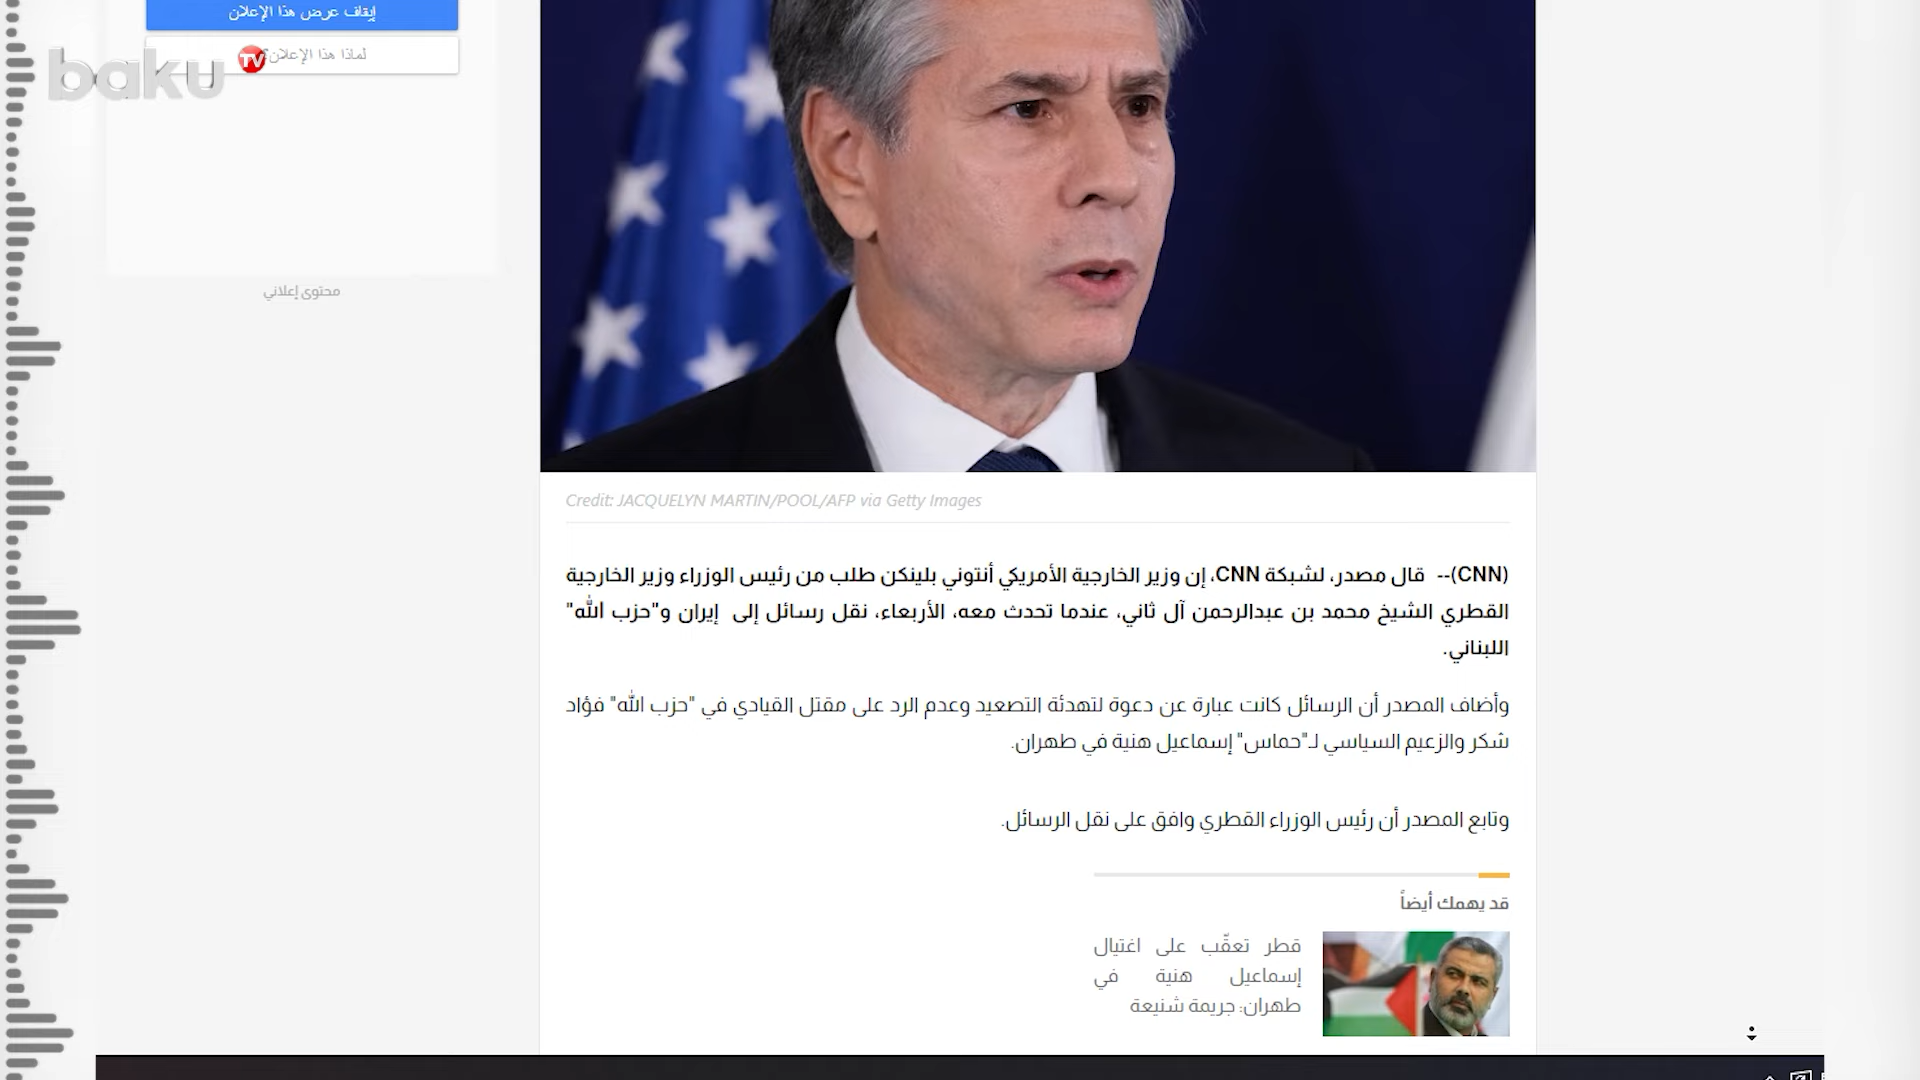 إيقاف عرض هذا الإعلان
لماذا هذا الإعلان؟
baku TV
محتوى إعلاني
Credit: JACQUELYN MARTIN/POOL/AFP via Getty Images
(CNN)-- قال مصدر، لشبكة CNN، إن وزير الخارجية الأمريكي أنتوني بلينكن طلب من رئيس الوزراء وزير الخارجية
القطري الشيخ محمد بن عبدالرحمن آل ثاني، عندما تحدث معه، الأربعاء، نقل رسائل إلى إيران و"حزب الله"
اللبناني.
وأضاف المصدر أن الرسائل كانت عبارة عن دعوة لتهدئة التصعيد وعدم الرد على مقتل القيادي في "حزب الله" فؤاد
شكر والزعيم السياسي لـ"حماس" إسماعيل هنية في طهران.
وتابع المصدر أن رئيس الوزراء القطري وافق على نقل الرسائل.
قد يهمك أيضاً
قطر تعقّب على اغتيال
إسماعيل هنية في
طهران: جريمة شنيعة